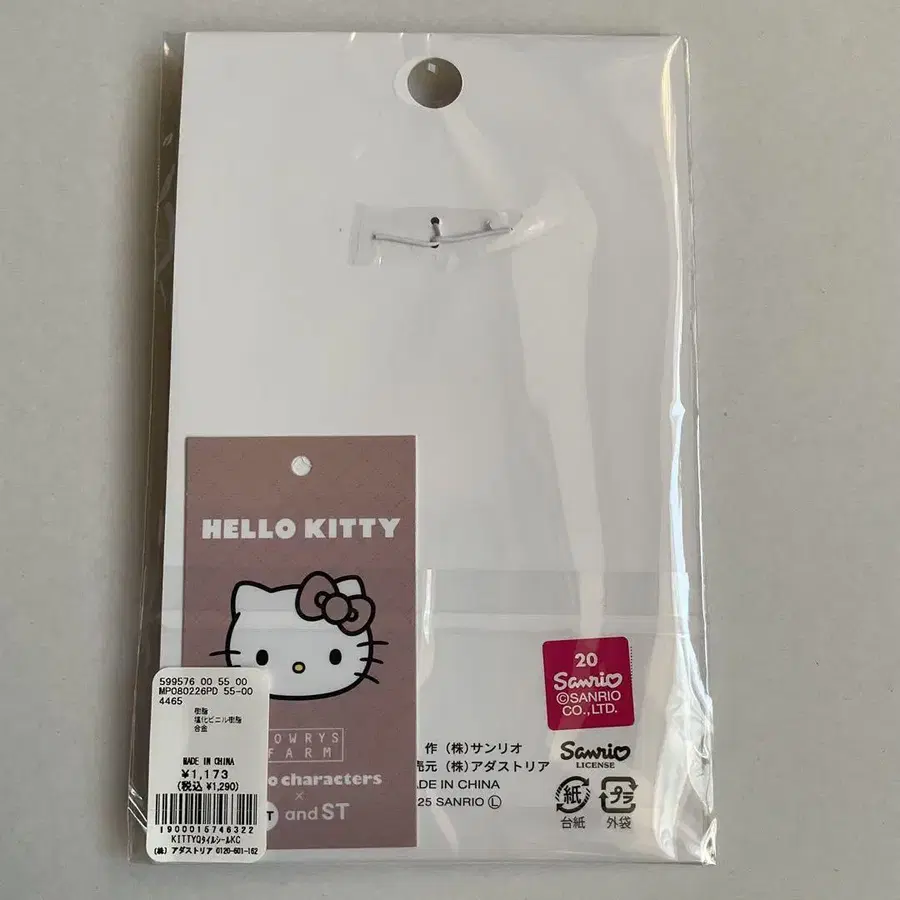 HELLO KITTY
OWRYS
FARM
o characters
×
T and ST
599576 00 55 00
MP080226PD 55-00
4465
樹脂
塩化ビニル樹脂
合金
MADE IN CHINA
¥1,173
(税込 ¥1,290)
1900015746322
KITTYQタイルシールKC
(株) アダストリア 0120-601-162
20
Sanrio
©SANRIO
CO.,LTD.
作 (株) サンリオ
売元 (株) アダストリア
ADE IN CHINA
25 SANRIO Ⓛ
Sanrio
LICENSE
紙
台紙
プラ
外袋